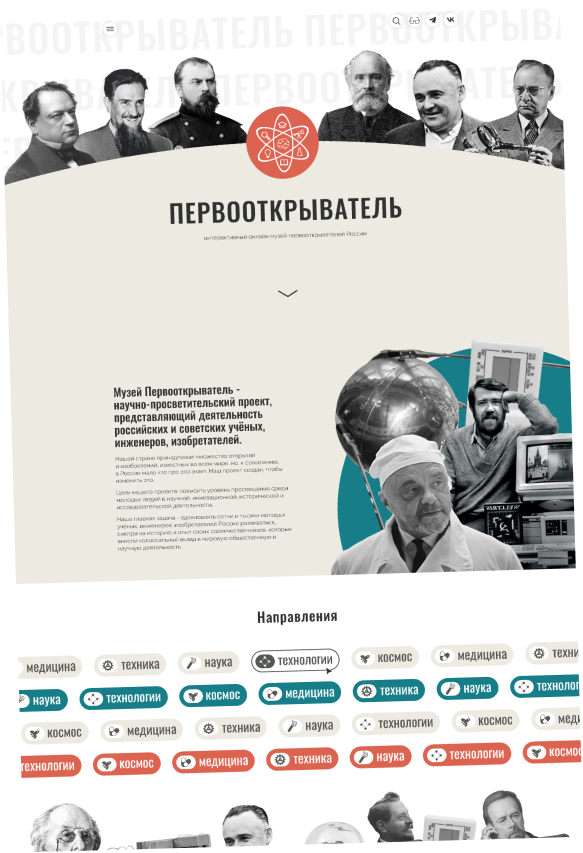 ПЕРВООТКРЫВАТЕЛЬ ПЕРВООТКРЫВА
ПЕРВООТКРЫВАТЕЛЬ
интерактивный онлайн музей первооткрывателей России
Музей Первооткрыватель -
научно-просветительский проект,
представляющий деятельность
российских и советских учёных,
инженеров, изобретателей.
Нашей стране принадлежат множество открытий
и изобретений, известных во всем мире, но, к сожалению,
в России мало кто про это знает. Наш проект создан, чтобы
изменить это.
Цели нашего проекта: повысить уровень просвещения среди
молодых людей в научной, инновационной, исторической и
исследовательской деятельности.
Наша главная задача - вдохновлять сотни и тысячи молодых
учёных, инженеров, изобретателей России развиваться,
смотря на историю и опыт своих соотечественников, которые
внесли колоссальный вклад в мировую общественную и
научную деятельность.
Направления
медицина техника наука технологии космос медицина техни
наука технологии космос медицина техника наука технолог
космос медицина техника наука технологии космос меди
технологии космос медицина техника наука технологии космос